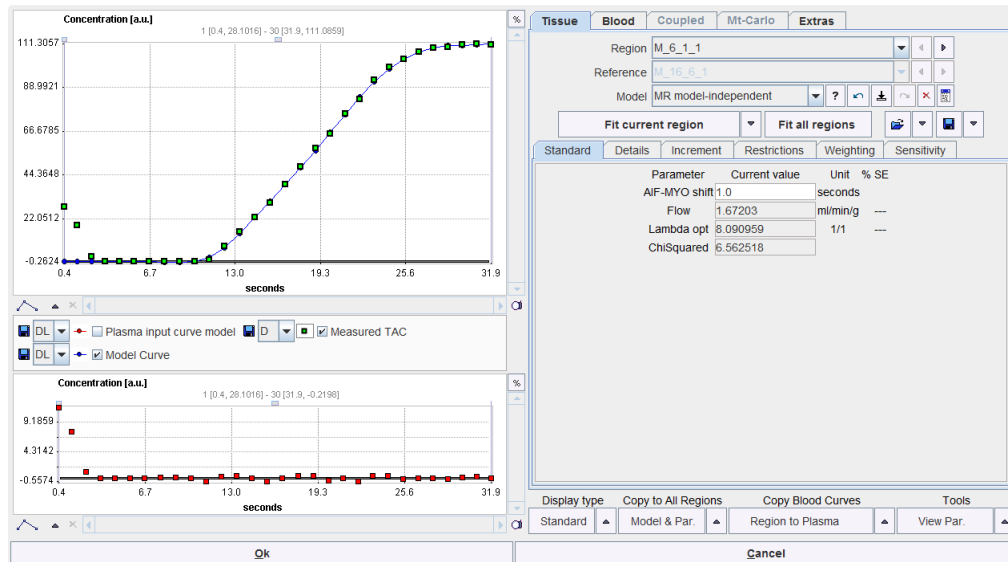 Concentration [a.u.]
%
1 [0.4, 28.1016] - 30 [31.9, 111.0859]
111.3057
88.9921
66.6785
44.3648
22.0512
-0.2624
0.4 6.7 13.0 19.3 25.6 31.9
seconds
DL Plasma input curve model D Measured TAC
DL Model Curve
Concentration [a.u.]
%
1 [0.4, 28.1016] - 30 [31.9, -0.2198]
9.1859
4.3142
-0.5574
0.4 6.7 13.0 19.3 25.6 31.9
seconds
Tissue Blood Coupled Mt-Carlo Extras
Region M_6_1_1
Reference M_16_6_1
Model MR model-independent ?
Fit current region Fit all regions
Standard Details Increment Restrictions Weighting Sensitivity
Parameter Current value Unit % SE
AIF-MYO shift 1.0 seconds
Flow 1.67203 ml/min/g ---
Lambda opt 8.090959 1/1 ---
ChiSquared 6.562518
Display type Copy to All Regions Copy Blood Curves Tools
Standard Model & Par. Region to Plasma View Par.
Ok Cancel